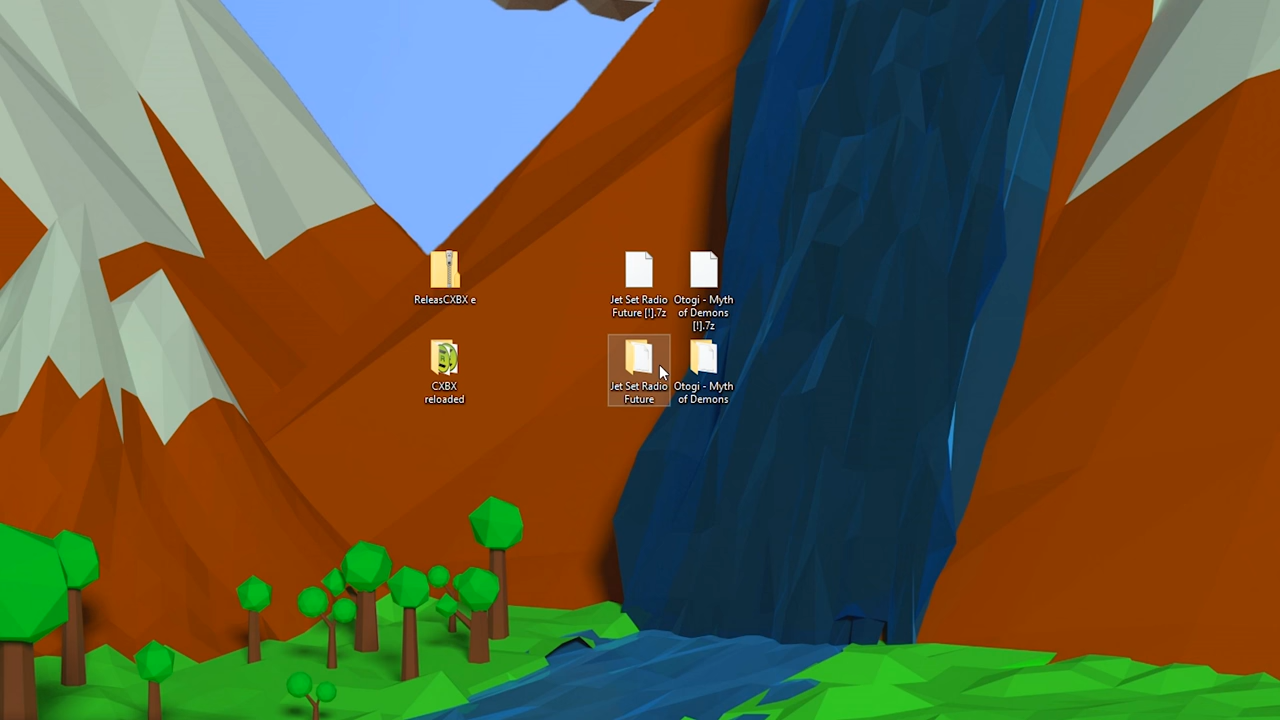 ReleasCXBX e
Jet Set Radio
Future [!].7z
Otogi - Myth
of Demons
[!].7z
CXBX
reloaded
Jet Set Radio
Future
Otogi - Myth
of Demons